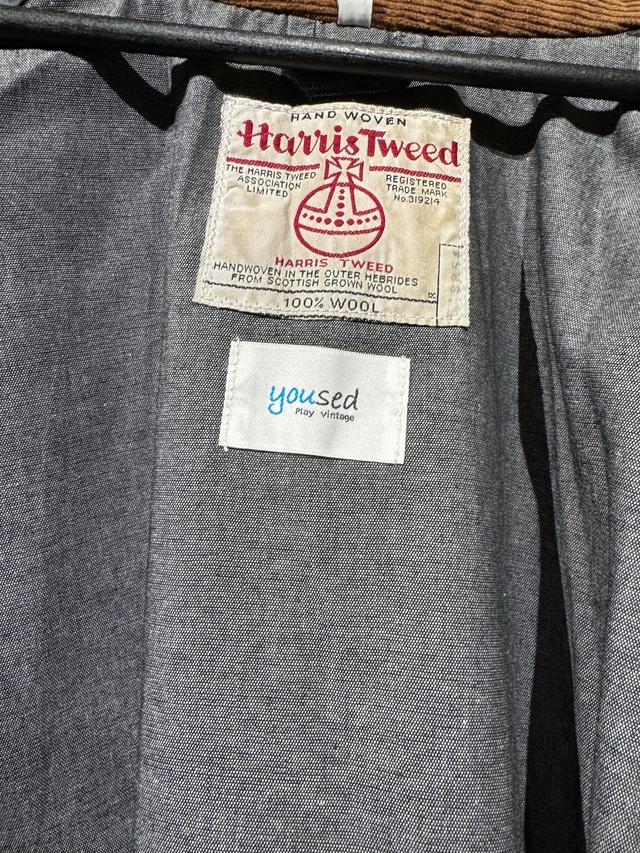 HAND WOVEN
Harris Tweed
THE HARRIS TWEED
ASSOCIATION
LIMITED
REGISTERED
TRADE MARK
No.319214
HARRIS TWEED
HANDWOVEN IN THE OUTER HEBRIDES
FROM SCOTTISH GROWN WOOL
100% WOOL
yoused
Play vintage